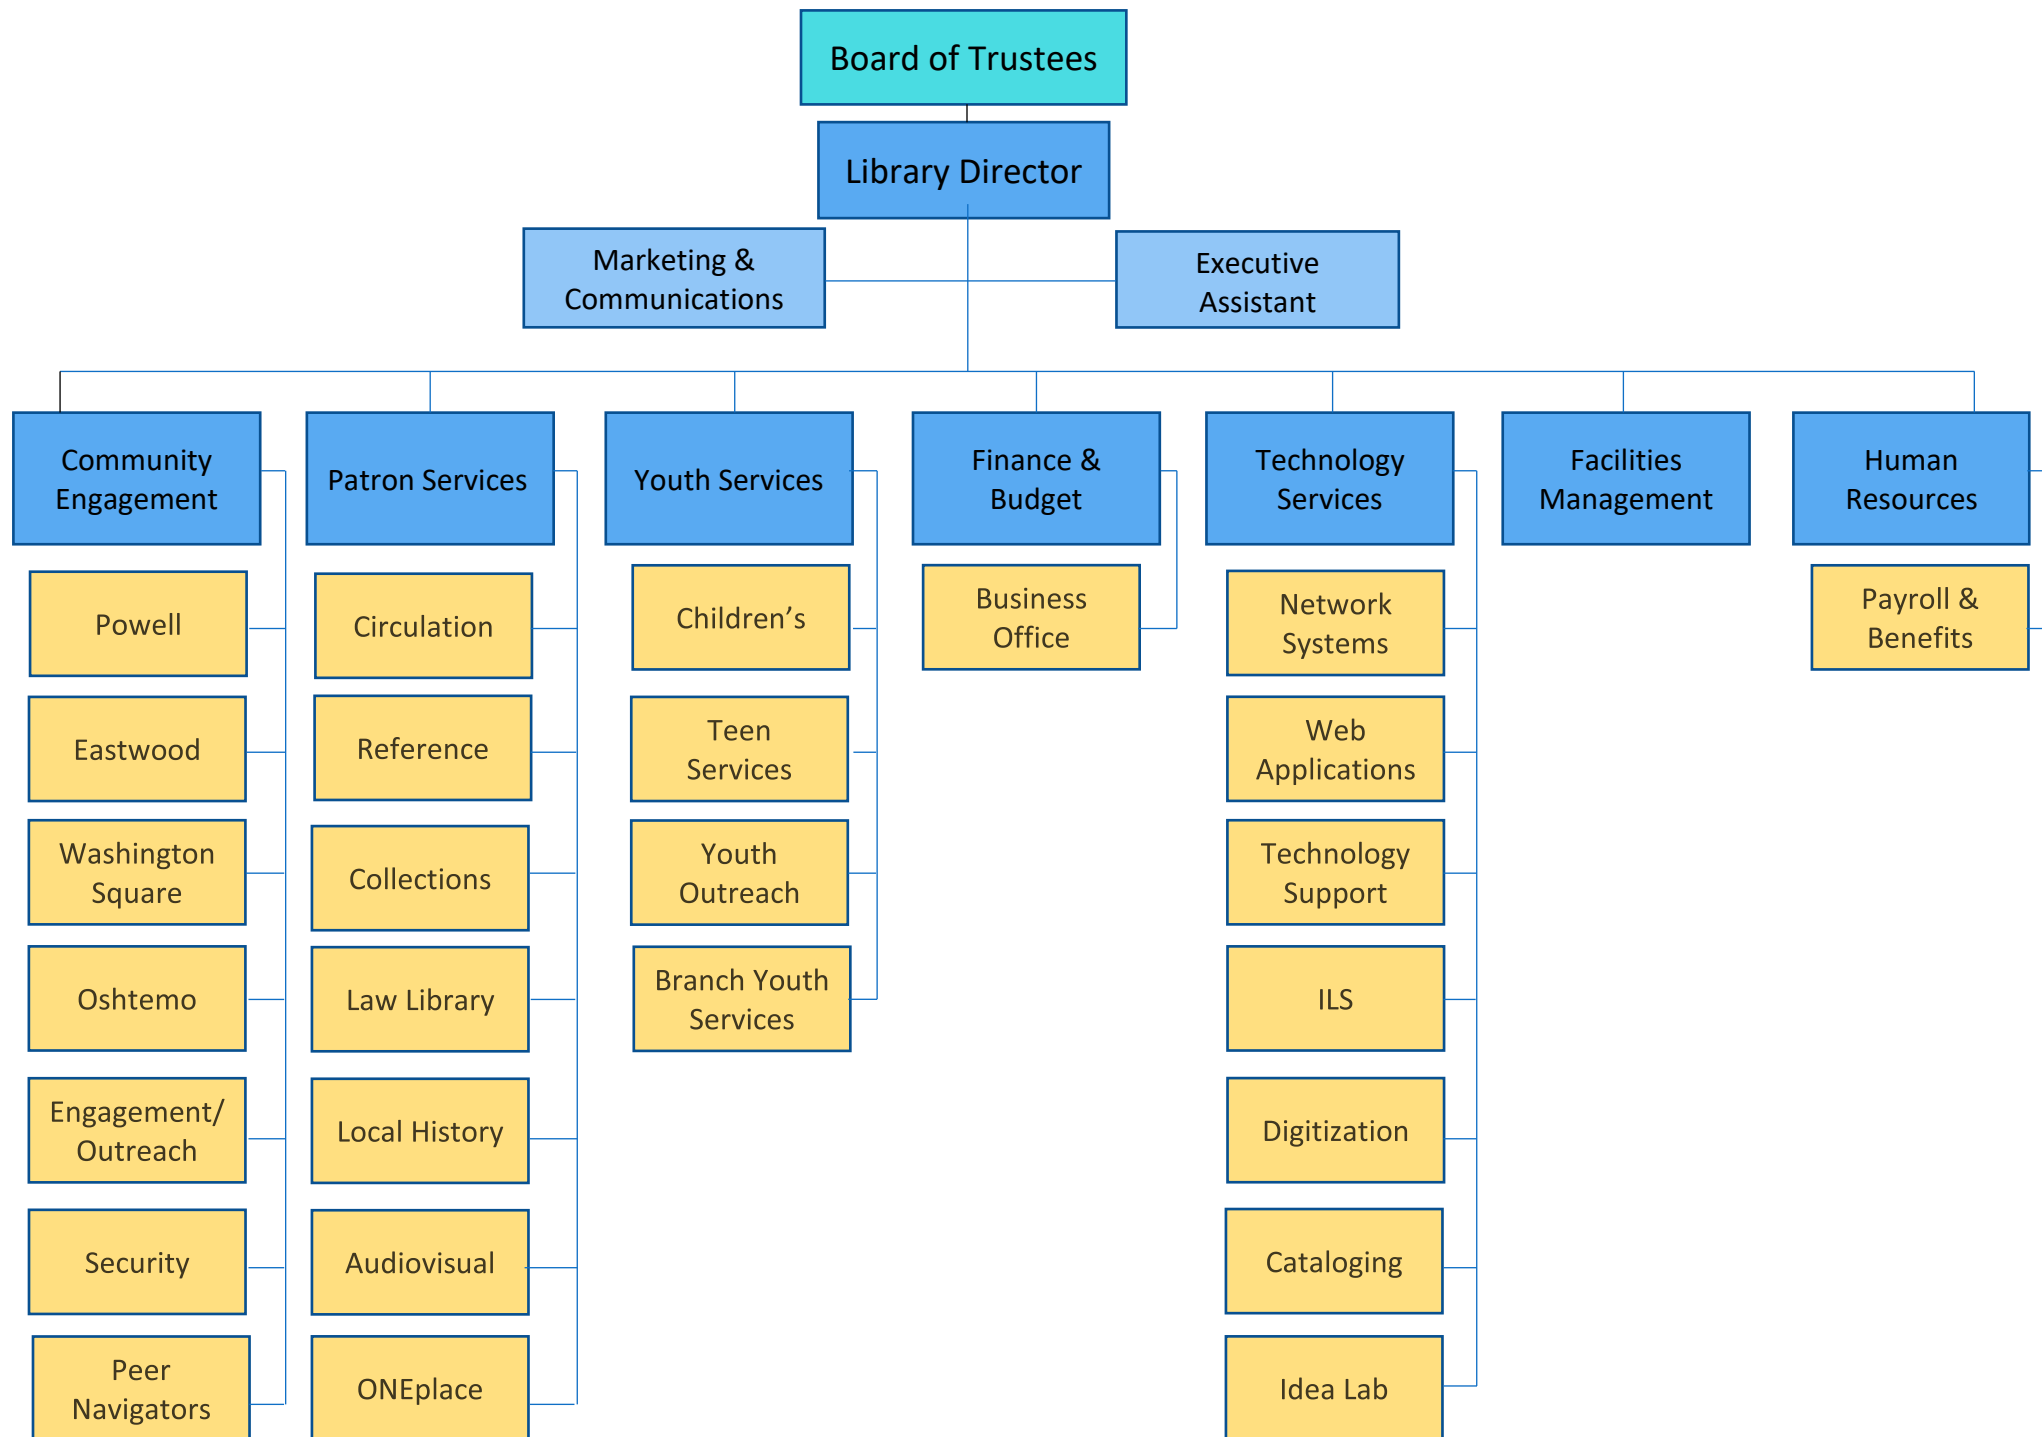 Board of Trustees
Library Director
Marketing &
Communications
Executive
Assistant
Community
Engagement
Patron Services
Youth Services
Finance &
Budget
Technology
Services
Facilities
Management
Human
Resources
Powell
Eastwood
Washington
Square
Oshtemo
Engagement/
Outreach
Security
Peer
Navigators
Circulation
Reference
Collections
Law Library
Local History
Audiovisual
ONEplace
Children’s
Teen
Services
Youth
Outreach
Branch Youth
Services
Business
Office
Network
Systems
Web
Applications
Technology
Support
ILS
Digitization
Cataloging
Idea Lab
Payroll &
Benefits